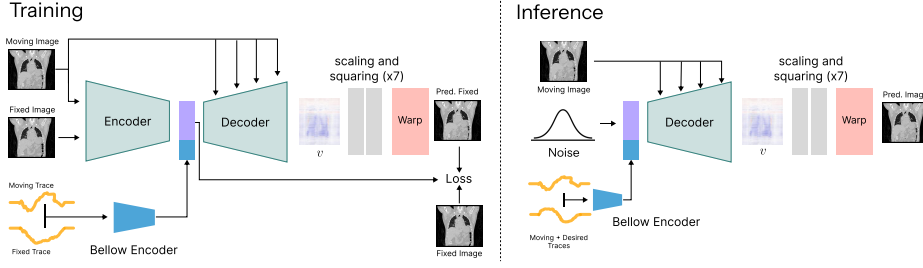 Training
Moving Image
Fixed Image
Encoder
Decoder
scaling and
squaring (x7)
v
Warp
Pred. Fixed
Loss
Fixed Image
Moving Trace
Fixed Trace
Bellow Encoder
Inference
Moving Image
Noise
Decoder
scaling and
squaring (x7)
v
Warp
Pred. Imag
Moving + Desired
Traces
Bellow Encoder